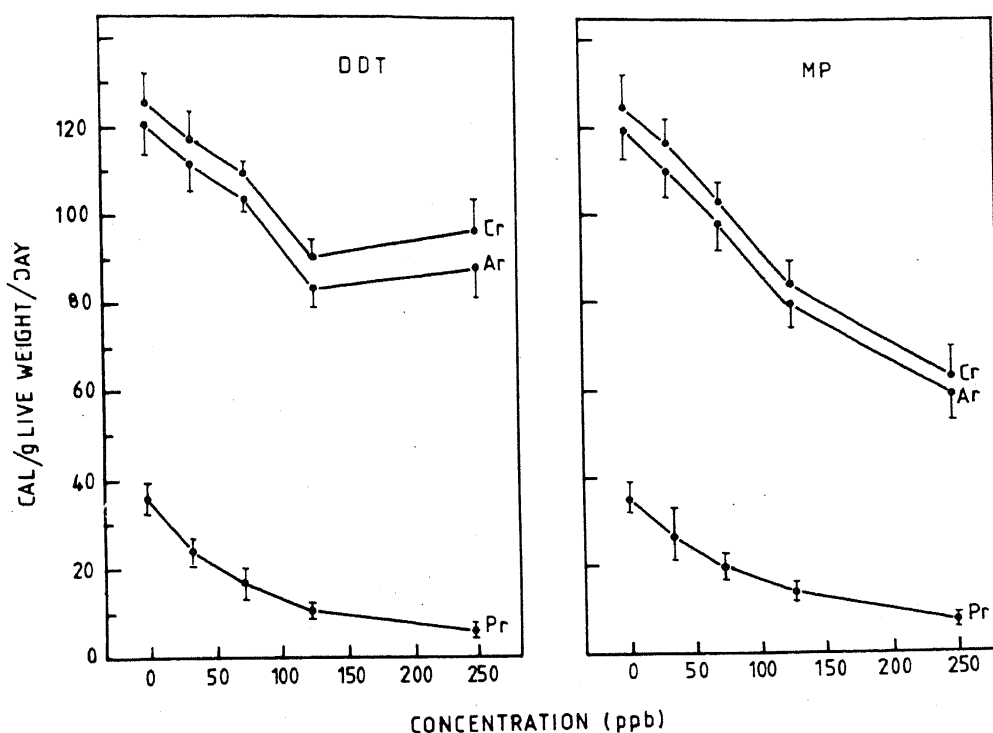 DDT
MP
CAL/g LIVE WEIGHT/DAY
120
100
80
60
40
20
0
Cr
Ar
Pr
Cr
Ar
Pr
0 50 100 150 200 250
0 50 100 150 200 250
CONCENTRATION (ppb)